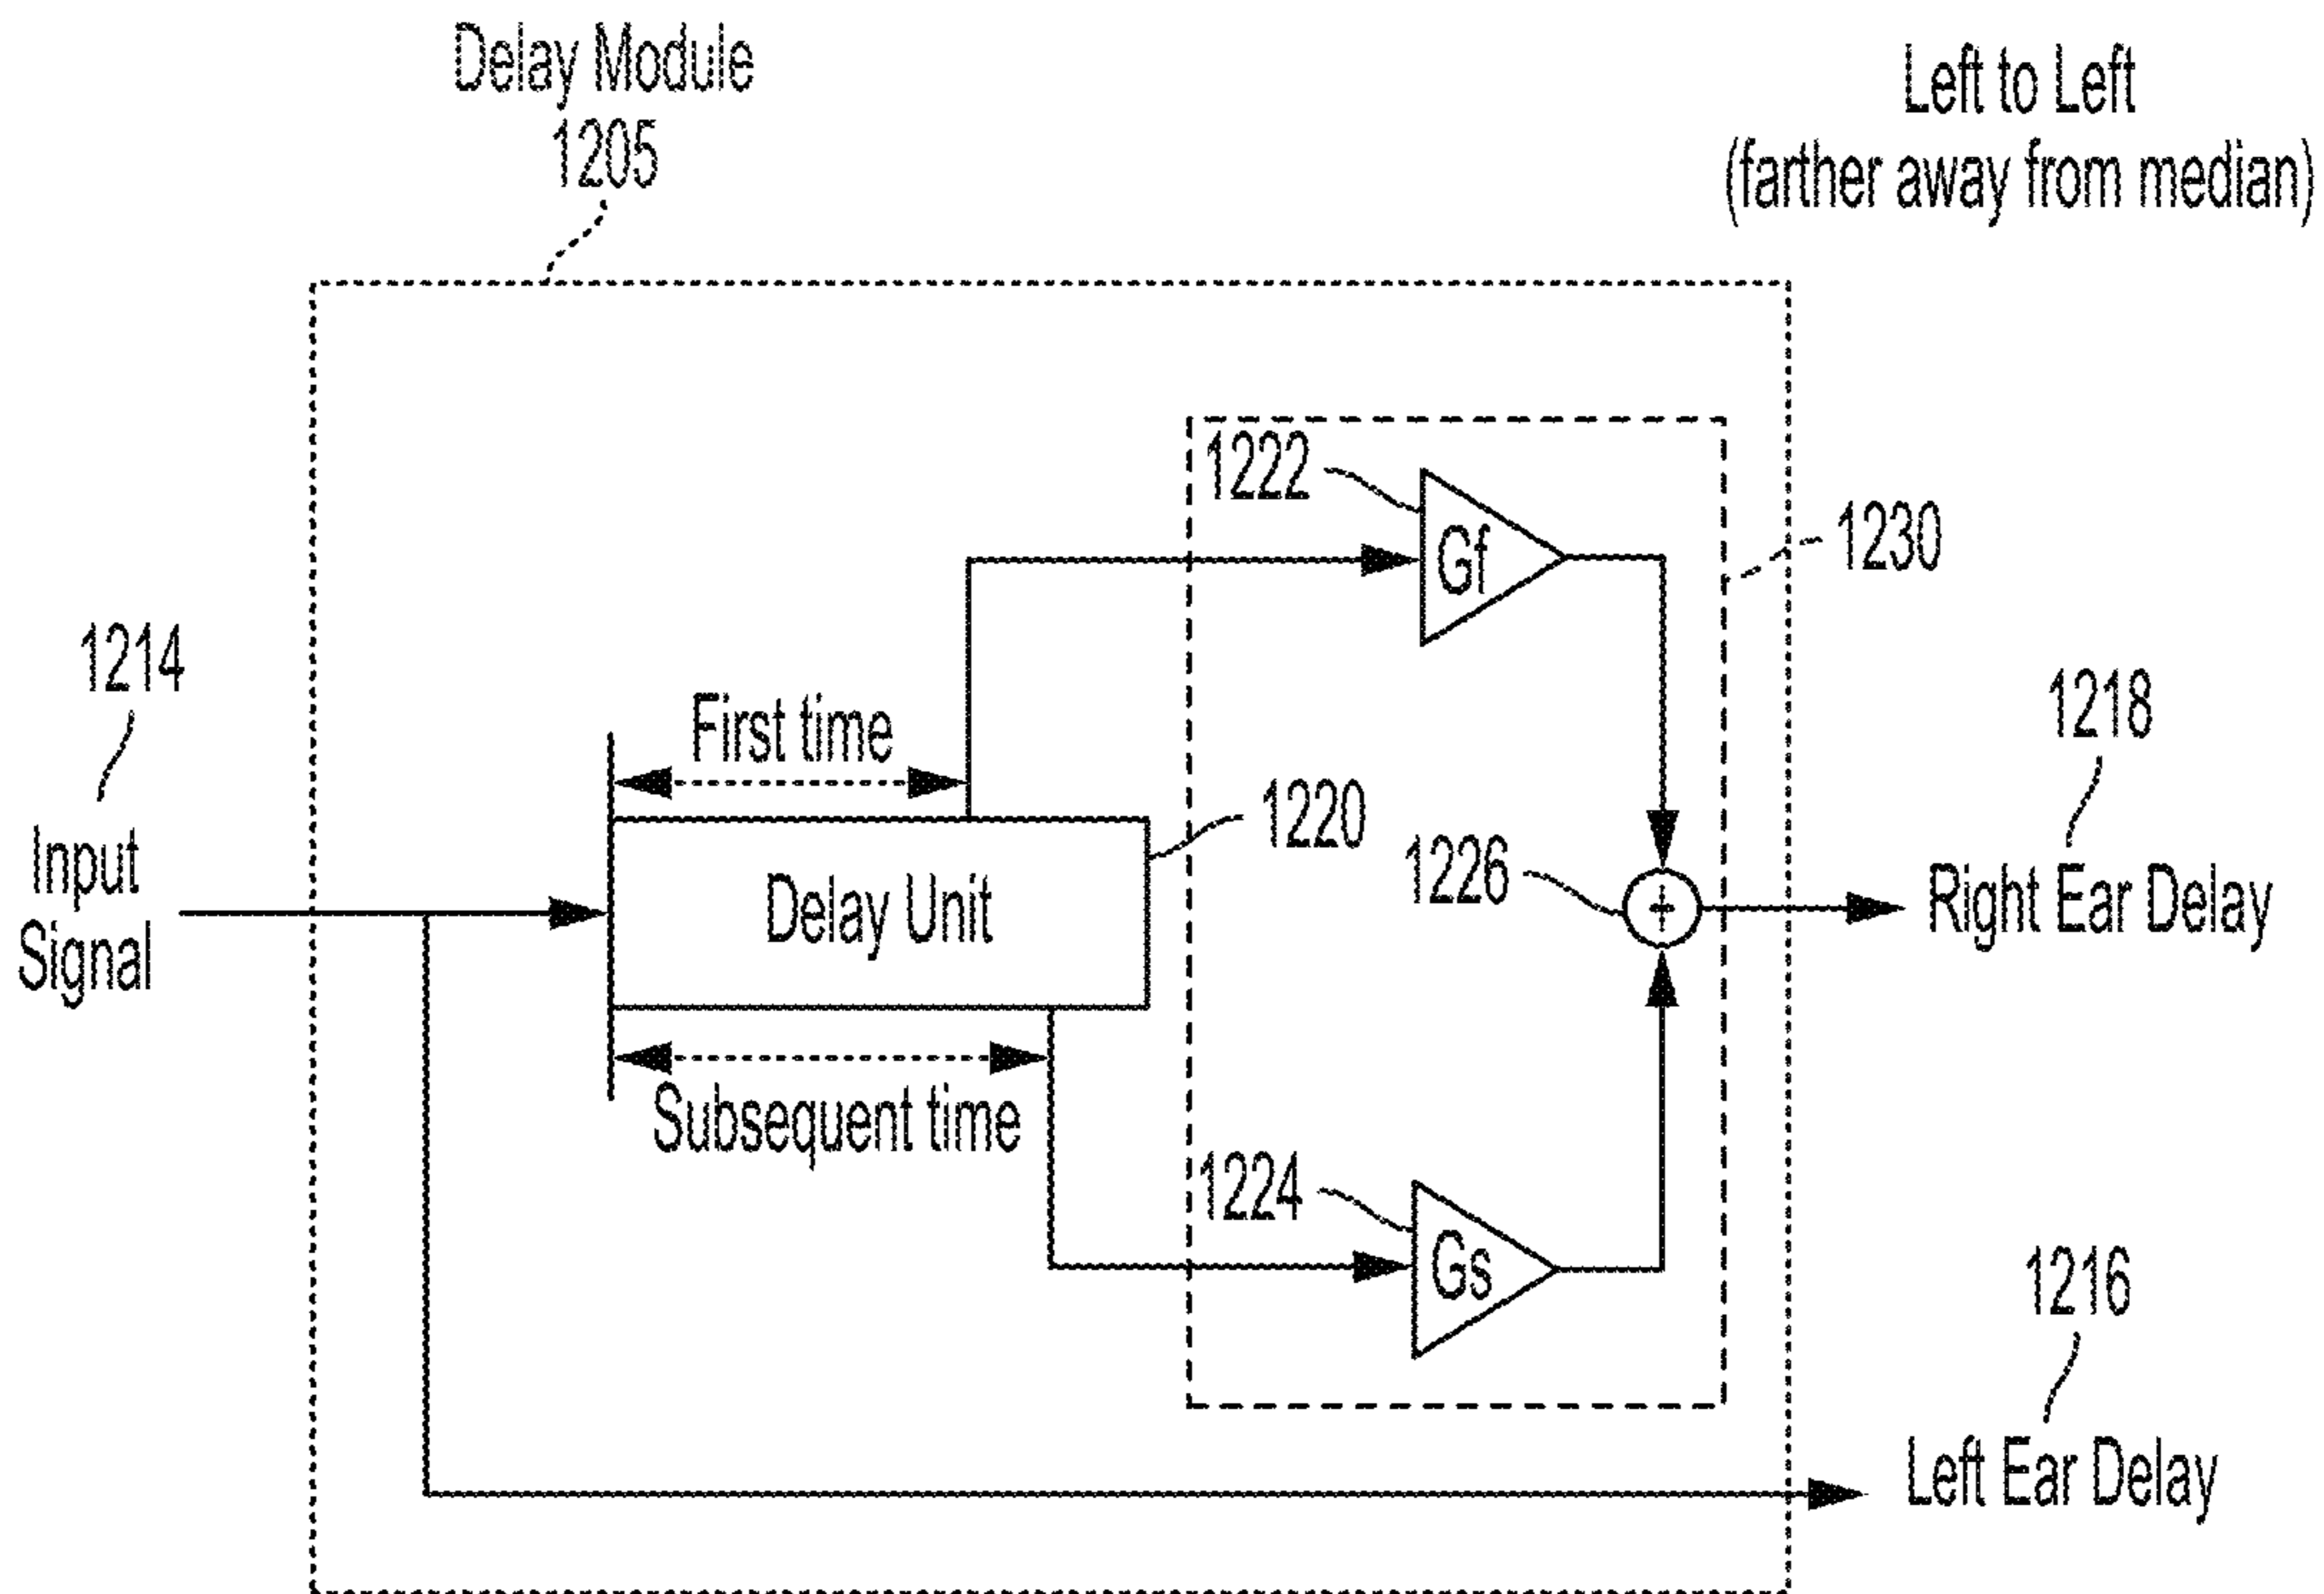 Delay Module
1205
Left to Left
(farther away from median)
1222
Gf
1230
1214
Input
Signal
First time
1220
Delay Unit
1226
+
1218
Right Ear Delay
Subsequent time
1224
Gs
1216
Left Ear Delay